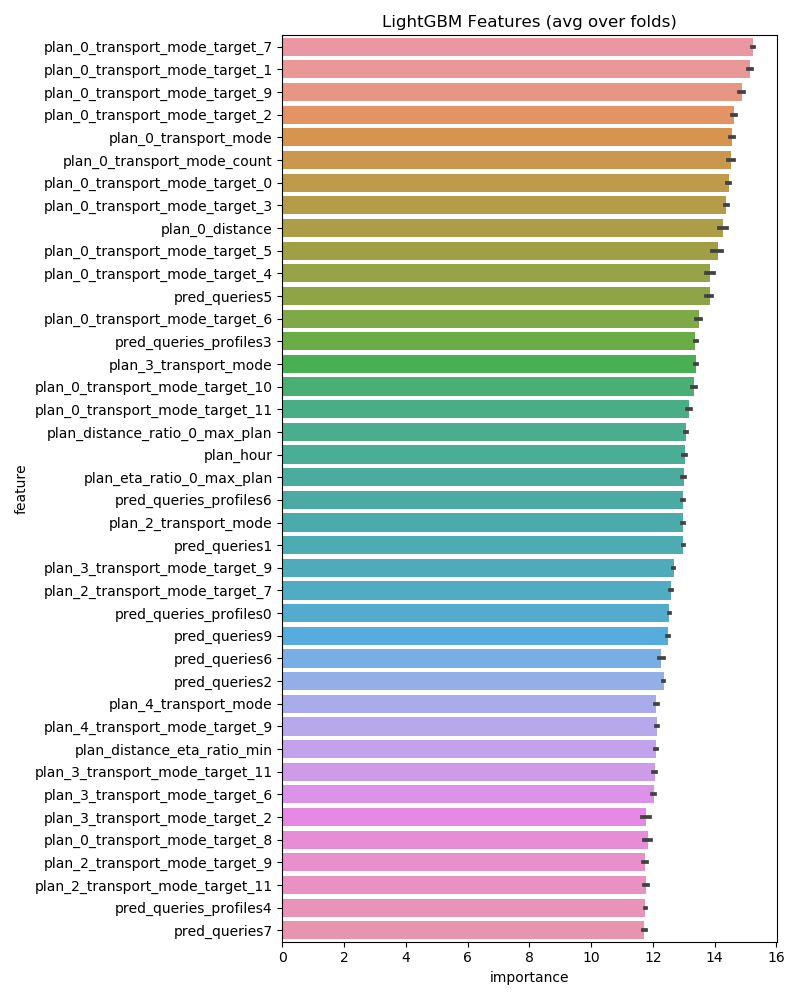 LightGBM Features (avg over folds)
plan_0_transport_mode_target_7
plan_0_transport_mode_target_1
plan_0_transport_mode_target_9
plan_0_transport_mode_target_2
plan_0_transport_mode
plan_0_transport_mode_count
plan_0_transport_mode_target_0
plan_0_transport_mode_target_3
plan_0_distance
plan_0_transport_mode_target_5
plan_0_transport_mode_target_4
pred_queries5
plan_0_transport_mode_target_6
pred_queries_profiles3
plan_3_transport_mode
plan_0_transport_mode_target_10
plan_0_transport_mode_target_11
plan_distance_ratio_0_max_plan
plan_hour
plan_eta_ratio_0_max_plan
pred_queries_profiles6
plan_2_transport_mode
pred_queries1
plan_3_transport_mode_target_9
plan_2_transport_mode_target_7
pred_queries_profiles0
pred_queries9
pred_queries6
pred_queries2
plan_4_transport_mode
plan_4_transport_mode_target_9
plan_distance_eta_ratio_min
plan_3_transport_mode_target_11
plan_3_transport_mode_target_6
plan_3_transport_mode_target_2
plan_0_transport_mode_target_8
plan_2_transport_mode_target_9
plan_2_transport_mode_target_11
pred_queries_profiles4
pred_queries7
feature
0 2 4 6 8 10 12 14 16
importance